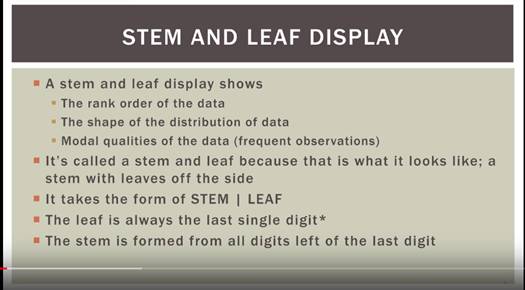 STEM AND LEAF DISPLAY
A stem and leaf display shows
The rank order of the data
The shape of the distribution of data
Modal qualities of the data (frequent observations)
It's called a stem and leaf because that is what it looks like; a
stem with leaves off the side
It takes the form of STEM | LEAF
The leaf is always the last single digit*
The stem is formed from all digits left of the last digit